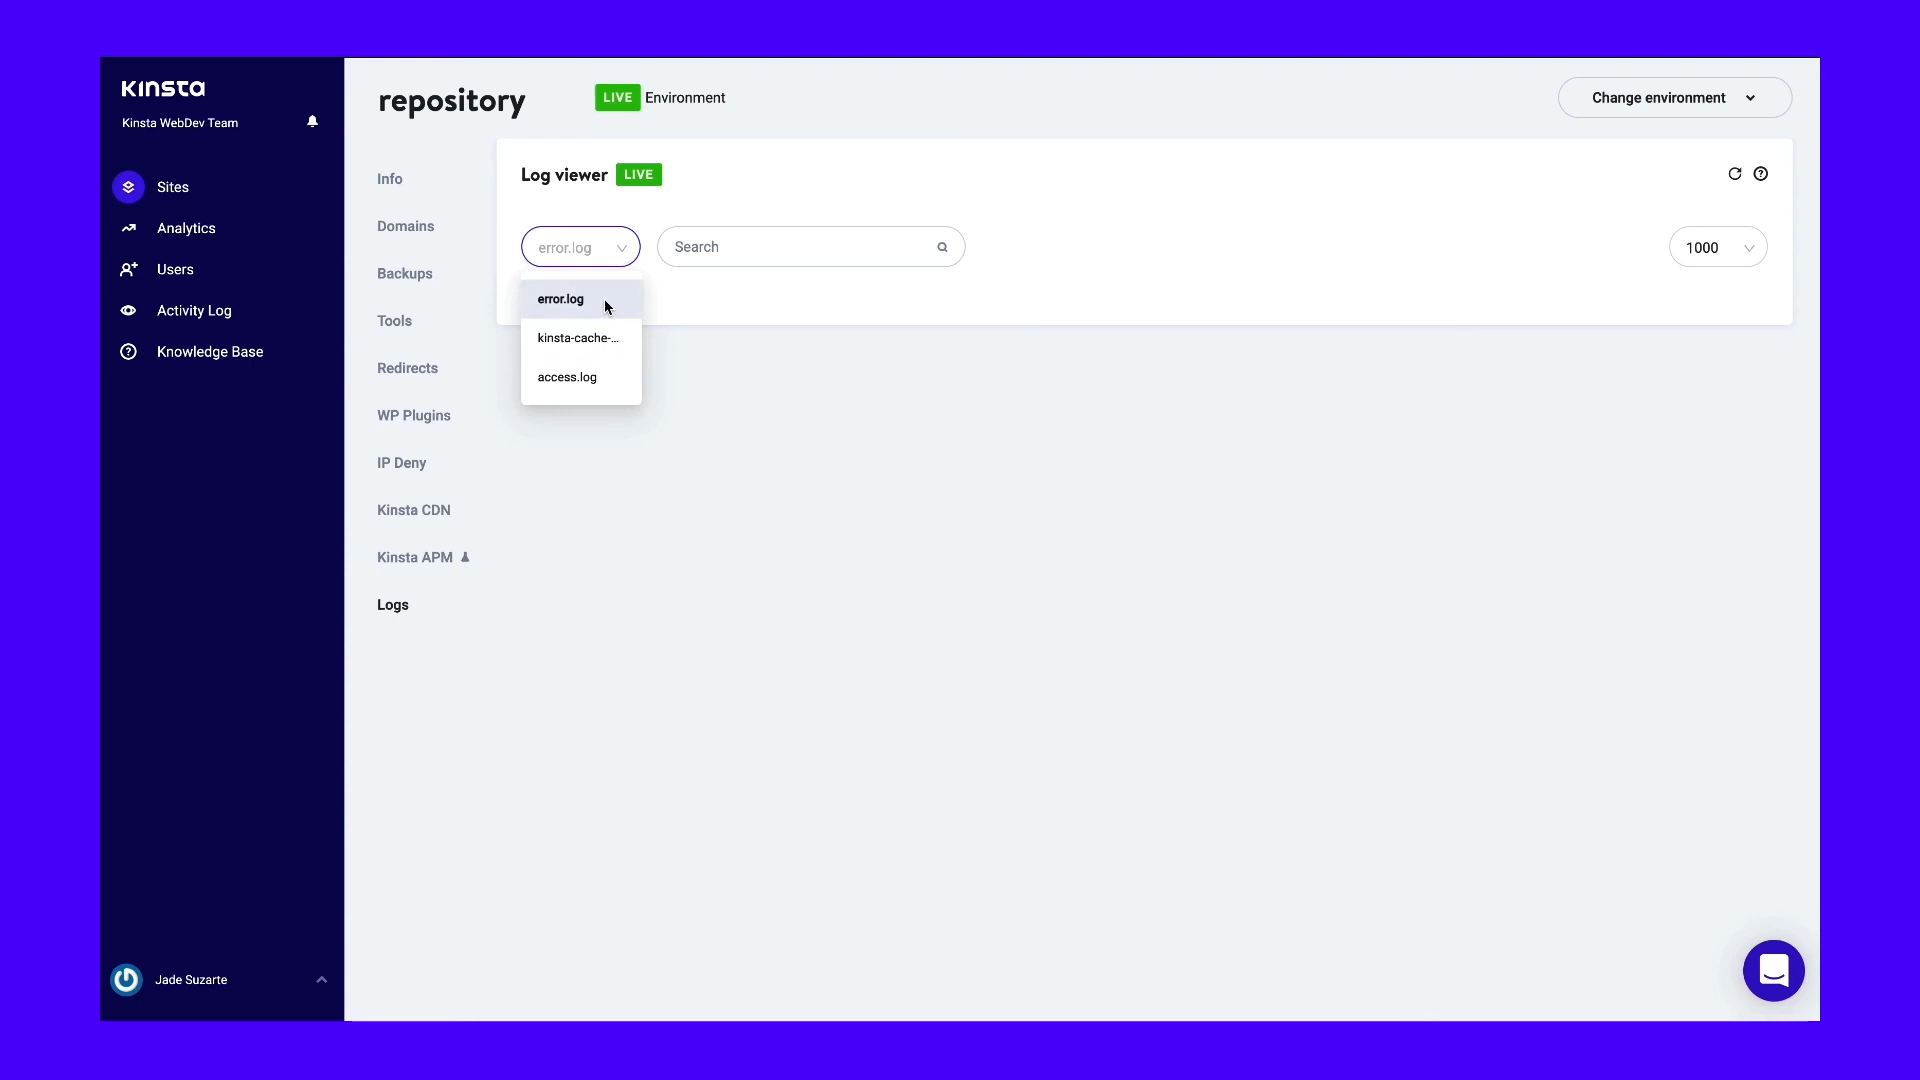 Kinsta
Kinsta WebDev Team
Sites
Analytics
Users
Activity Log
Knowledge Base
Jade Suzarte
repository
LIVE Environment
Change environment
Info
Domains
Backups
Tools
Redirects
WP Plugins
IP Deny
Kinsta CDN
Kinsta APM
Logs
Log viewer LIVE
error.log
Search
1000
error.log
kinsta-cache-...
access.log